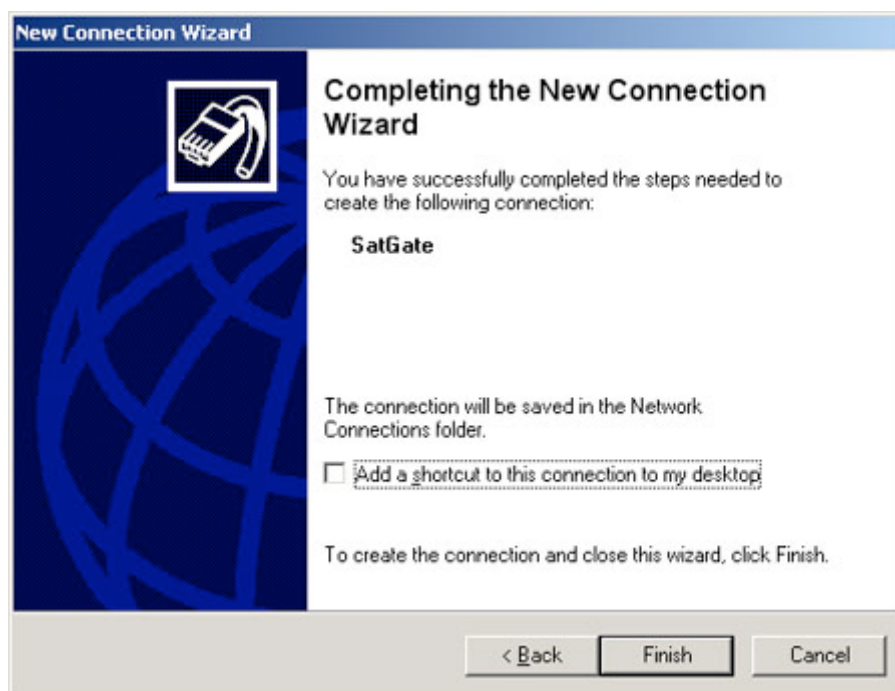 New Connection Wizard
Completing the New Connection
Wizard
You have successfully completed the steps needed to
create the following connection:
SatGate
The connection will be saved in the Network
Connections folder.
Add a shortcut to this connection to my desktop
To create the connection and close this wizard, click Finish.
< Back Finish Cancel